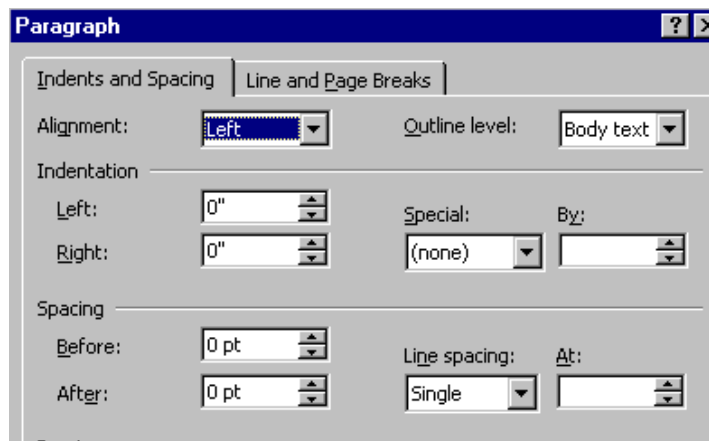 Paragraph
Indents and Spacing Line and Page Breaks
Alignment: Left Outline level: Body text
Indentation
Left: 0" Special: By:
Right: 0" (none)
Spacing
Before: 0 pt Line spacing: At:
After: 0 pt Single